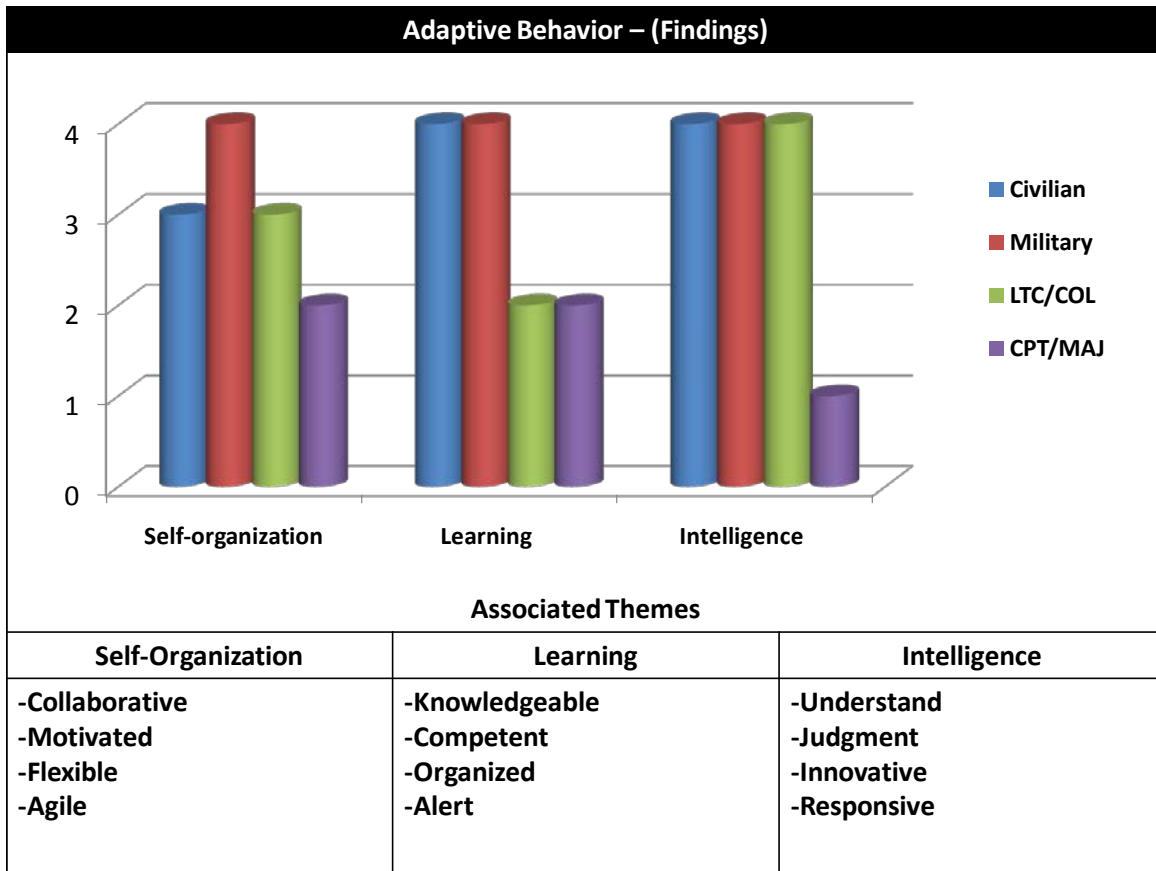 Adaptive Behavior – (Findings)
4
3
2
1
0
Self-organization
Learning
Intelligence
Civilian
Military
LTC/COL
CPT/MAJ
Associated Themes
Self-Organization
Learning
Intelligence
-Collaborative
-Motivated
-Flexible
-Agile
-Knowledgeable
-Competent
-Organized
-Alert
-Understand
-Judgment
-Innovative
-Responsive